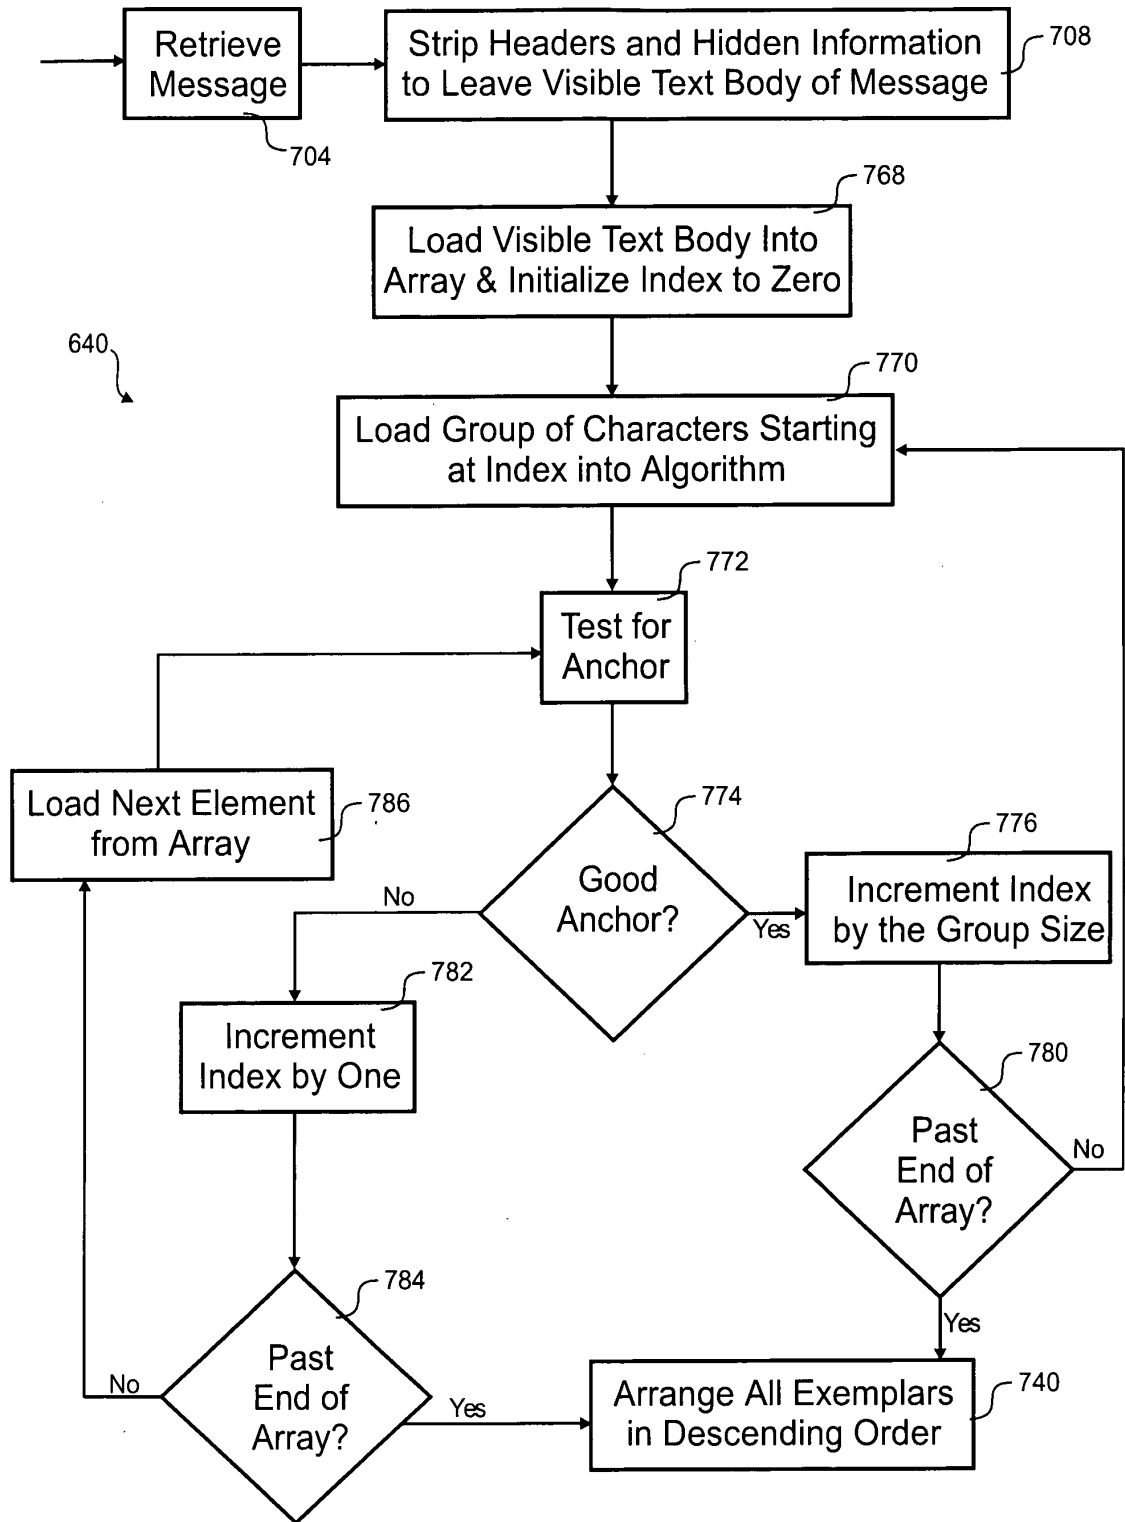 Retrieve
Message
704
Strip Headers and Hidden Information
to Leave Visible Text Body of Message
708
768
Load Visible Text Body Into
Array & Initialize Index to Zero
640
770
Load Group of Characters Starting
at Index into Algorithm
772
Test for
Anchor
Load Next Element
from Array
786
774
Good
Anchor?
No
Yes
776
Increment Index
by the Group Size
782
Increment
Index by One
780
Past
End of
Array?
No
Yes
784
Past
End of
Array?
No
Yes
Arrange All Exemplars
in Descending Order
740